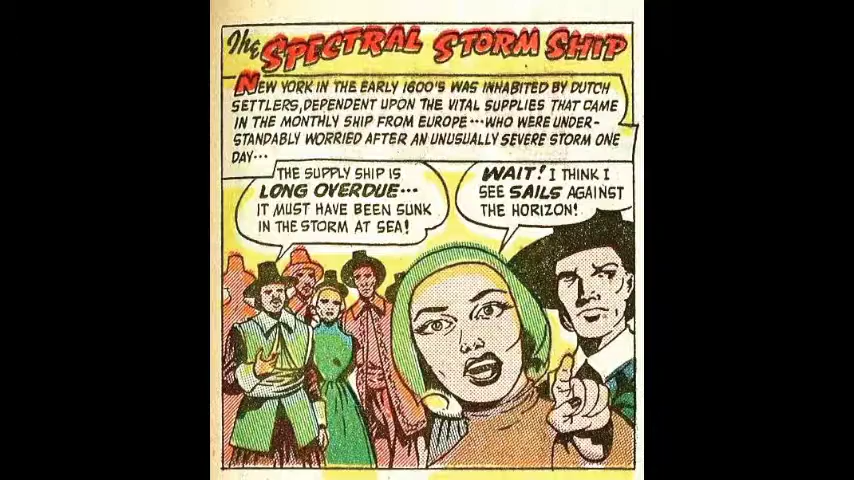 The SPECTRAL STORM SHIP
NEW YORK IN THE EARLY 1600'S WAS INHABITED BY DUTCH
SETTLERS, DEPENDENT UPON THE VITAL SUPPLIES THAT CAME
IN THE MONTHLY SHIP FROM EUROPE...WHO WERE UNDER-
STANDABLY WORRIED AFTER AN UNUSUALLY SEVERE STORM ONE
DAY...
THE SUPPLY SHIP IS
LONG OVERDUE...
IT MUST HAVE BEEN SUNK
IN THE STORM AT SEA!
WAIT! I THINK I
SEE SAILS AGAINST
THE HORIZON!